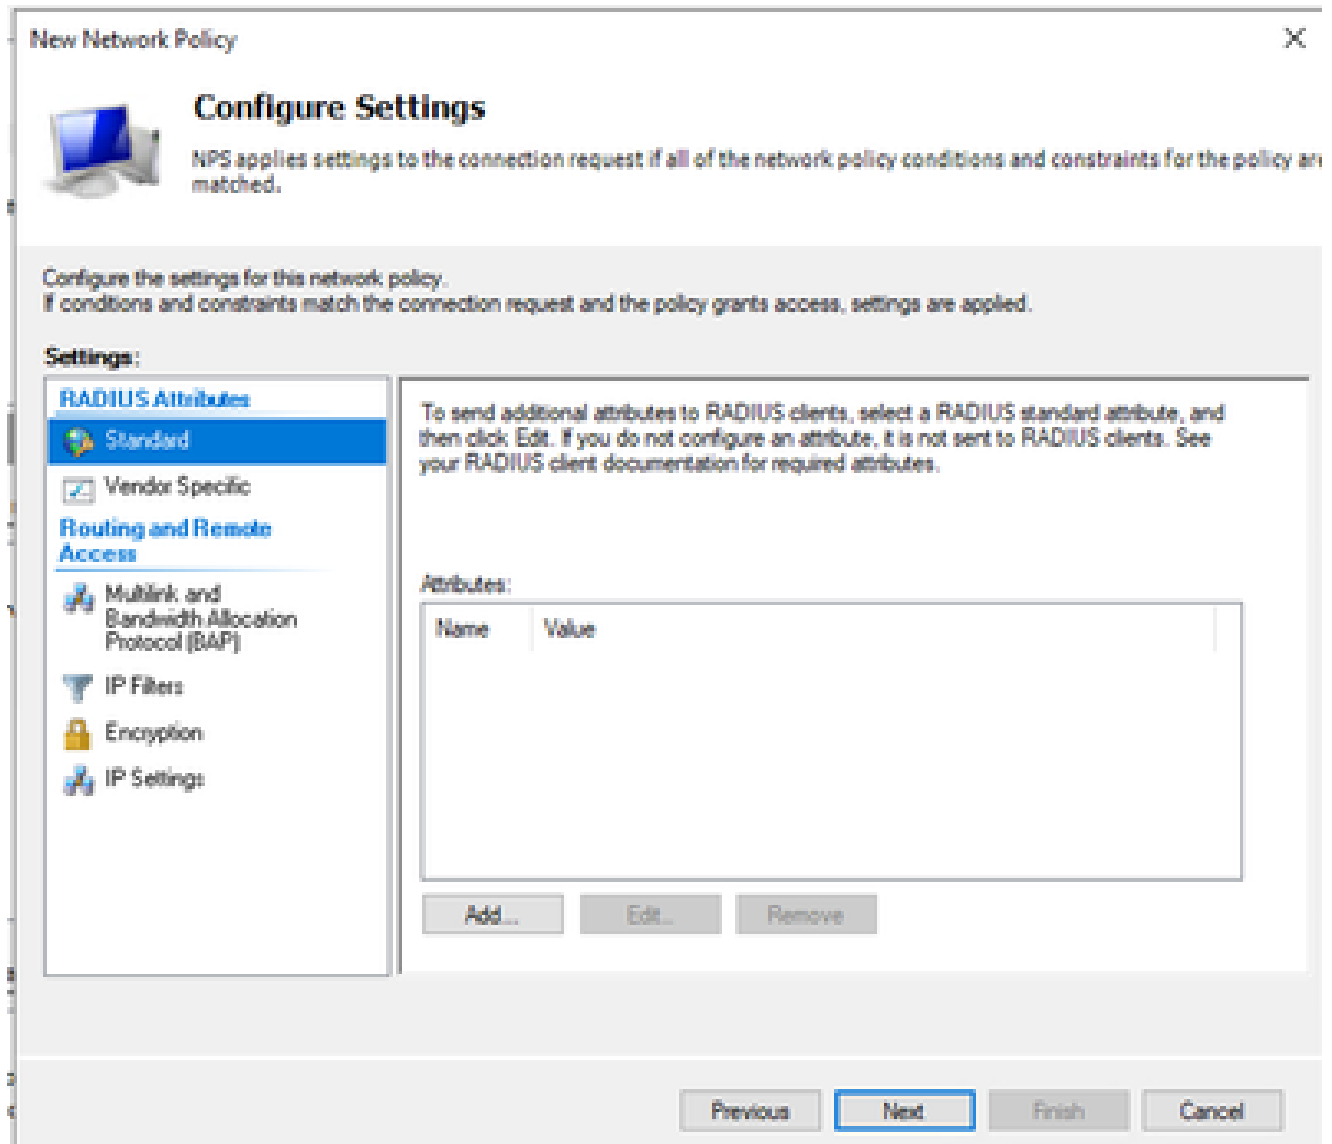 New Network Policy
Configure Settings
NPS applies settings to the connection request if all of the network policy conditions and constraints for the policy are
matched.
Configure the settings for this network policy.
If conditions and constraints match the connection request and the policy grants access, settings are applied.
Settings:
RADIUS Attributes
Standard
Vendor Specific
Routing and Remote
Access
Multilink and
Bandwidth Allocation
Protocol (BAP)
IP Filters
Encryption
IP Settings
To send additional attributes to RADIUS clients, select a RADIUS standard attribute, and
then click Edit. If you do not configure an attribute, it is not sent to RADIUS clients. See
your RADIUS client documentation for required attributes.
Attributes:
Name Value
Add... Edit... Remove
Previous Next Finish Cancel